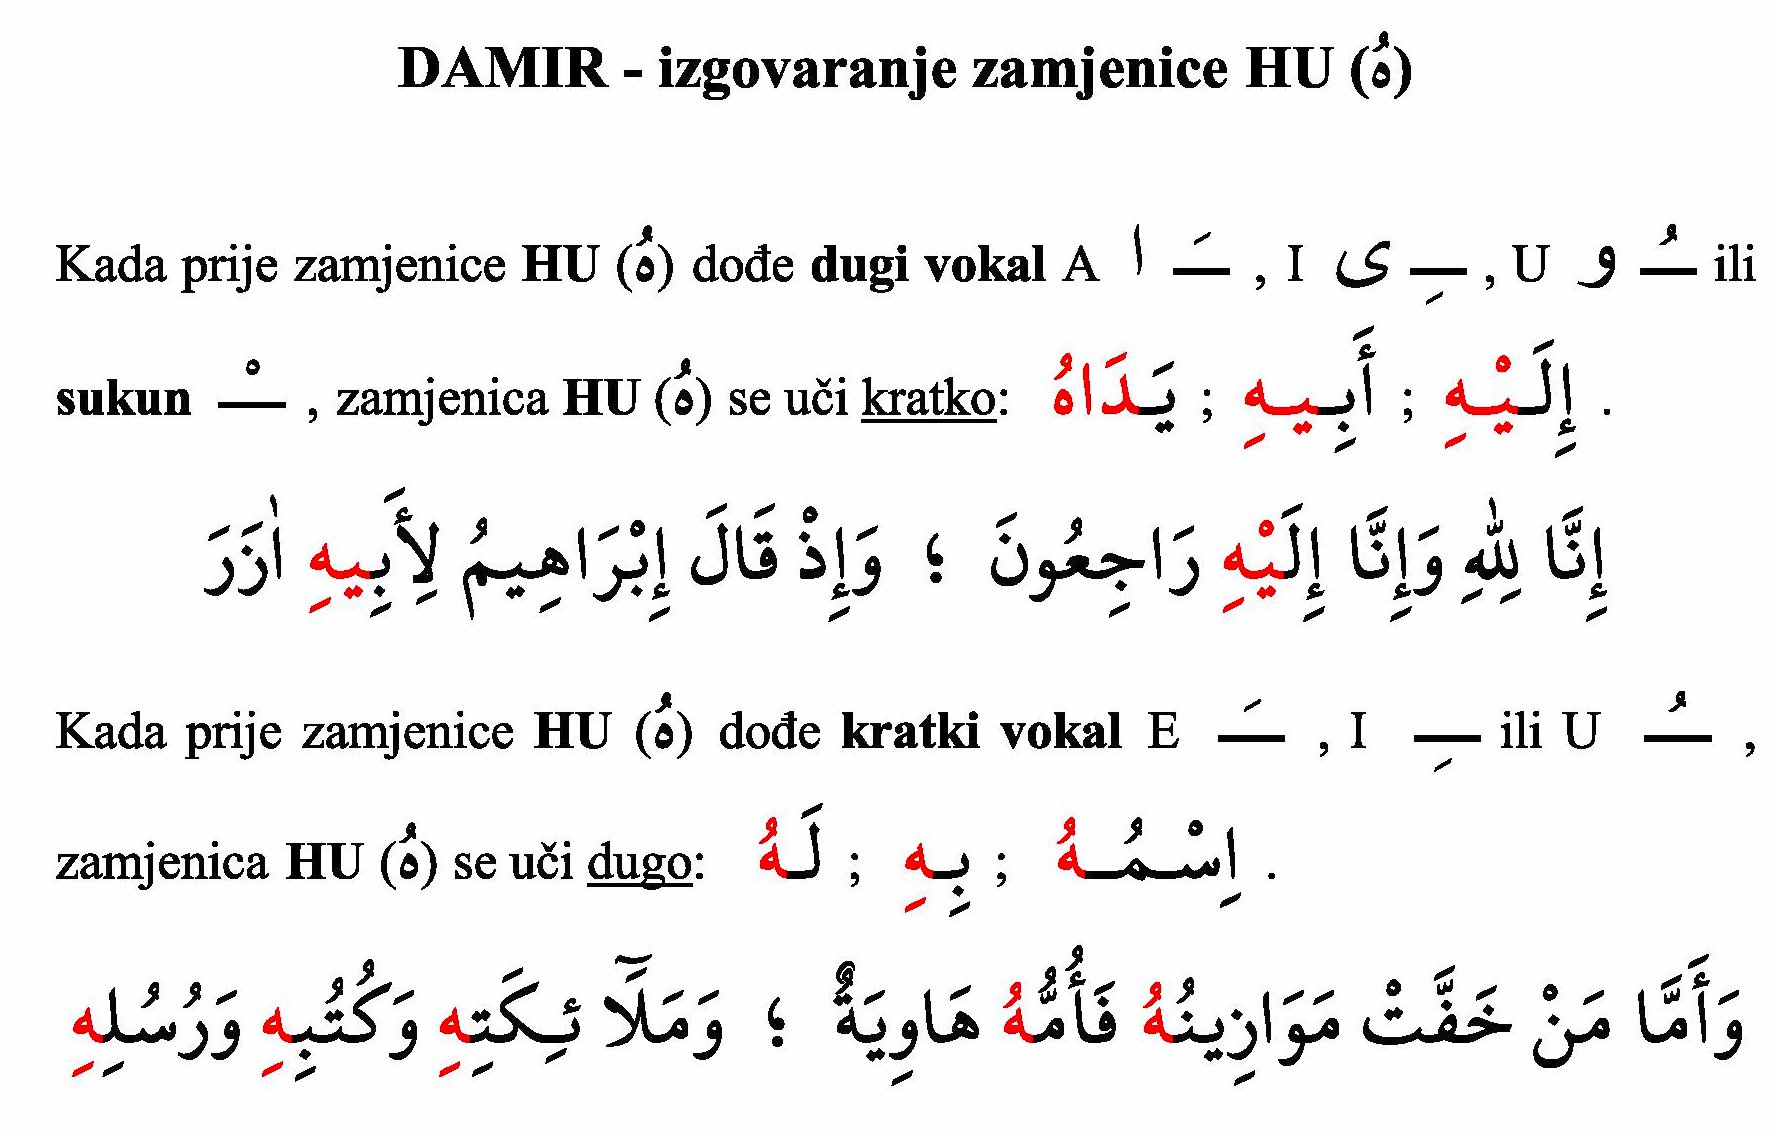 DAMIR - izgovaranje zamjenice HU (هُ)
Kada prije zamjenice HU (هُ) dođe dugi vokal A ـَ ا , I ـِ ى , U ـُ و ili
sukun ـْ , zamjenica HU (هُ) se uči kratko: يَدَاهُ ; أَبِيهِ ; إِلَيْهِ .
إِنَّا لِلّٰهِ وَإِنَّا إِلَيْهِ رَاجِعُونَ ؛ وَإِذْ قَالَ إِبْرَاهِيمُ لِأَبِيهِ اٰزَرَ
Kada prije zamjenice HU (هُ) dođe kratki vokal E ـَ , I ـِ ili U ـُ ,
zamjenica HU (هُ) se uči dugo: لَهُ ; بِهِ ; اِسْمُهُ .
وَأَمَّا مَنْ خَفَّتْ مَوَازِينُهُ فَأُمُّهُ هَاوِيَةٌ ؛ وَمَلَٓائِكَتِهِ وَكُتُبِهِ وَرُسُلِهِ